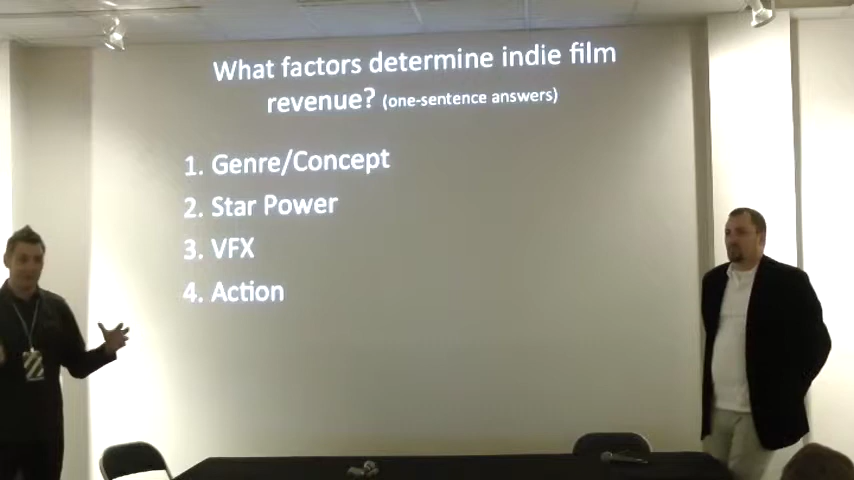 What factors determine indie film
revenue? (one-sentence answers)
1. Genre/Concept
2. Star Power
3. VFX
4. Action